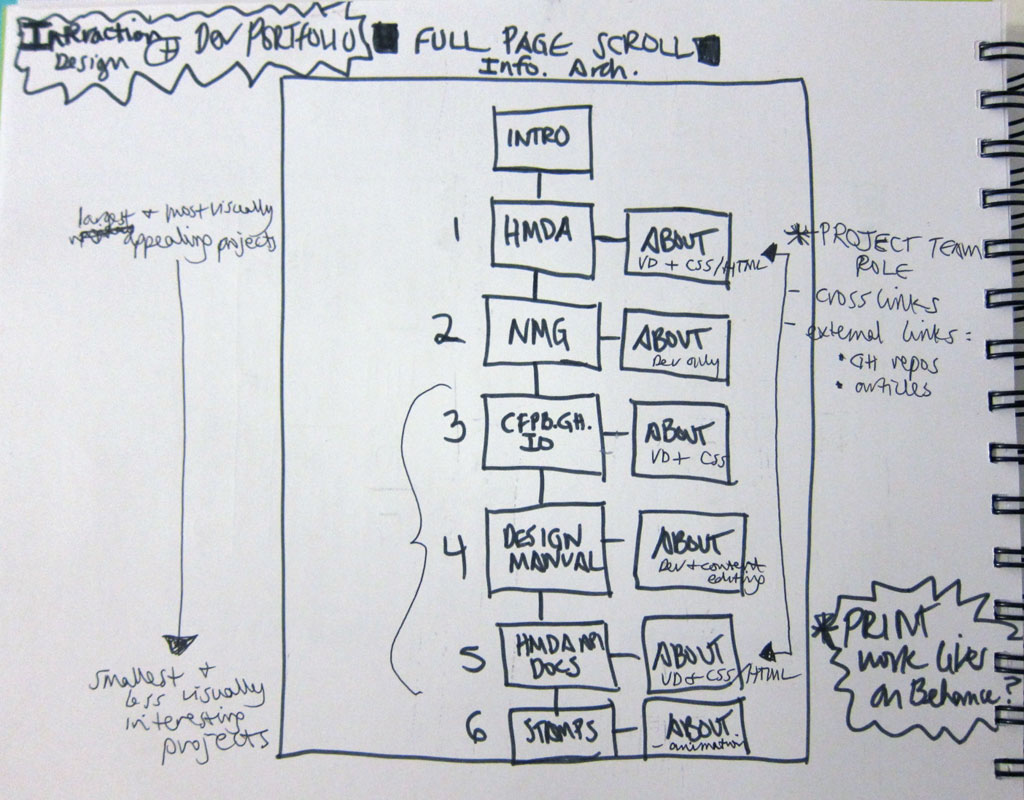 Interaction
Design + Dev PORTFOLIO
FULL PAGE SCROLL
Info. Arch.
INTRO
largest + most visually
appealing projects
1 HMDA
ABOUT
VD + CSS/HTML
* PROJECT TEAM
ROLE
- cross links
- external links:
• GH repos
• articles
2 NMG
ABOUT
Dev only
3 CFPB.GH.
IO
ABOUT
VD + CSS
4 DESIGN
MANUAL
ABOUT
Dev + content
editing
5 HMDA API
DOCS
ABOUT
VD + CSS/HTML
6 STAMPS
ABOUT
- animation
smallest +
less visually
interesting
projects
* PRINT
work lives
on Behance?